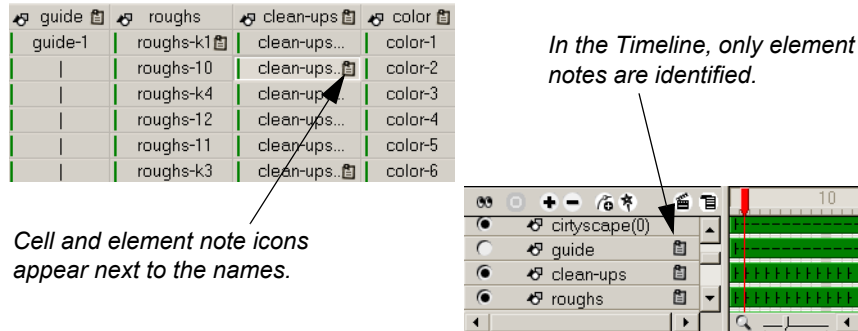 guide roughs clean-ups color
guide-1 roughs-k1 clean-ups... color-1
| roughs-10 clean-ups.. color-2
| roughs-k4 clean-ups... color-3
| roughs-12 clean-ups... color-4
| roughs-11 clean-ups... color-5
| roughs-k3 clean-ups.. color-6
Cell and element note icons
appear next to the names.
In the Timeline, only element
notes are identified.
10
cirtyscape(0)
guide
clean-ups
roughs